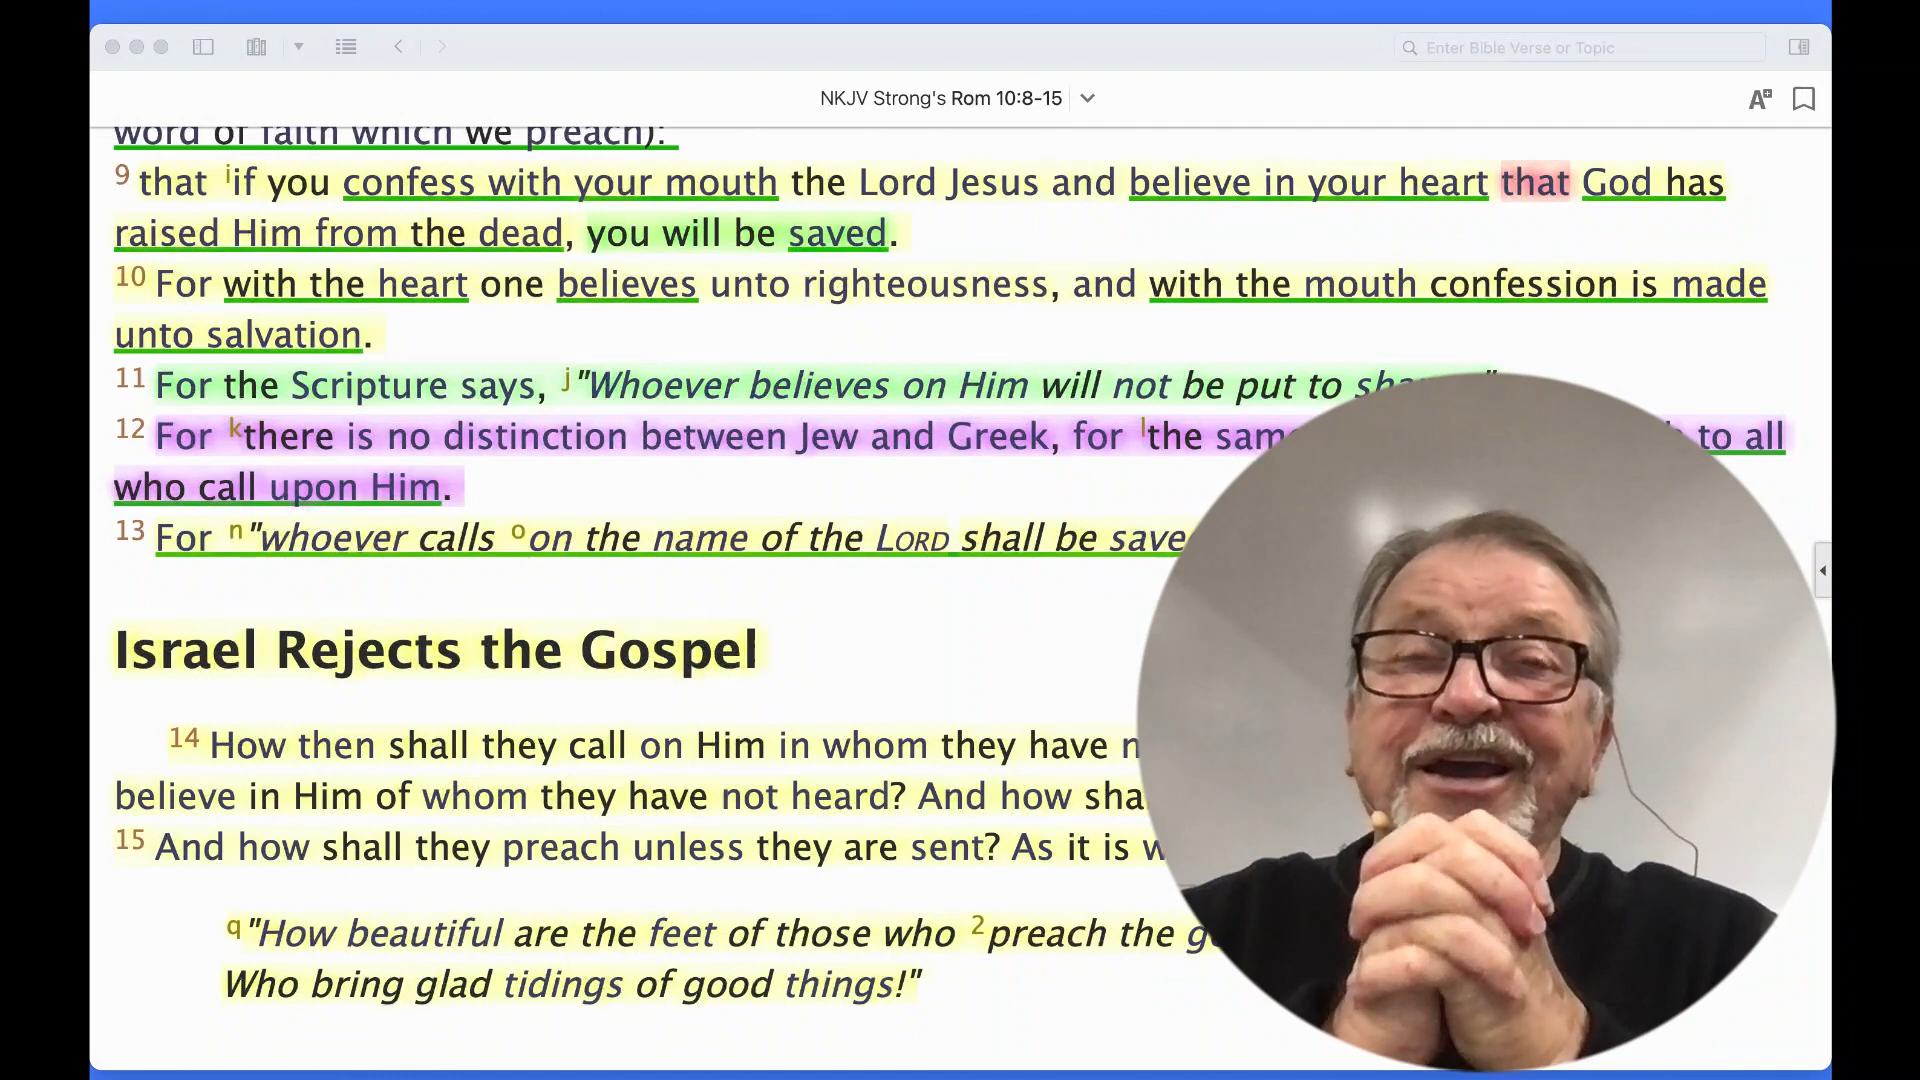 Enter Bible Verse or Topic
NKJV Strong's Rom 10:8-15
word of faith which we preach):
9 that i if you confess with your mouth the Lord Jesus and believe in your heart that God has
raised Him from the dead, you will be saved.
10 For with the heart one believes unto righteousness, and with the mouth confession is made
unto salvation.
11 For the Scripture says, j "Whoever believes on Him will not be put to
12 For k there is no distinction between Jew and Greek, for l the same to all
who call upon Him.
13 For n "whoever calls o on the name of the LORD shall be save
Israel Rejects the Gospel
14 How then shall they call on Him in whom they have
believe in Him of whom they have not heard? And how
15 And how shall they preach unless they are sent? As it is
q "How beautiful are the feet of those who 2 preach the
Who bring glad tidings of good things!"